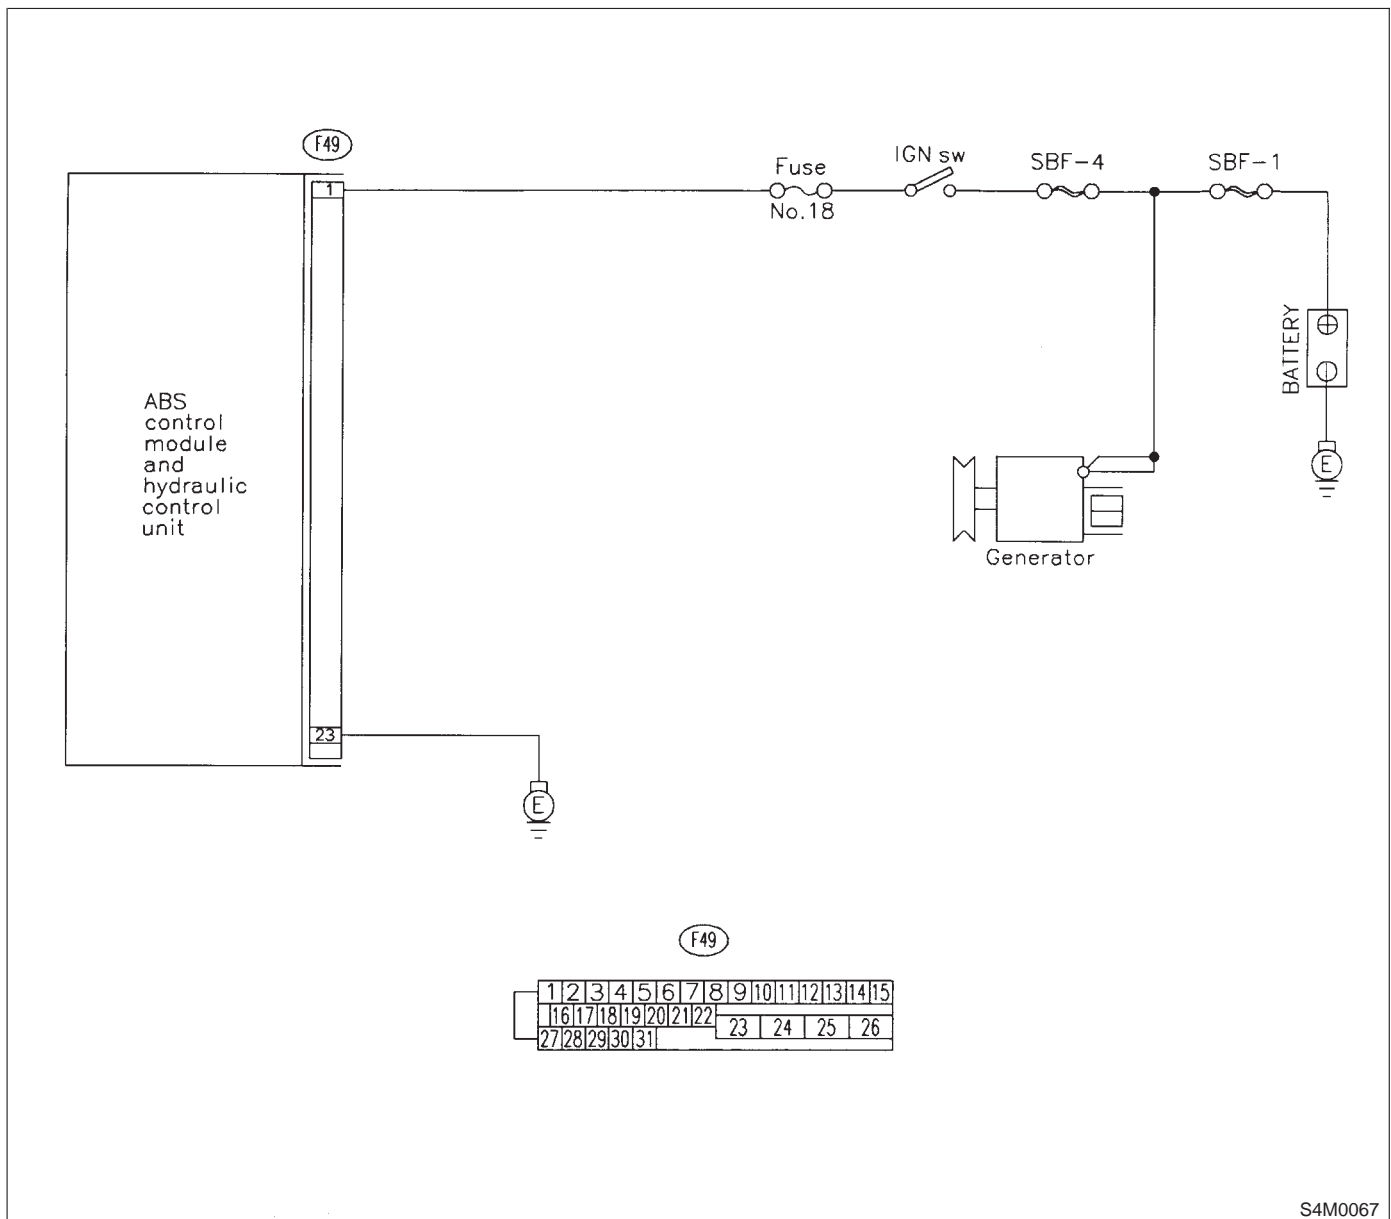 F49
1
Fuse
No.18
IGN sw
SBF-4
SBF-1
BATTERY
E
ABS
control
module
and
hydraulic
control
unit
Generator
23
E
F49
1 2 3 4 5 6 7 8 9 10 11 12 13 14 15
16 17 18 19 20 21 22
23 24 25 26
27 28 29 30 31
S4M0067